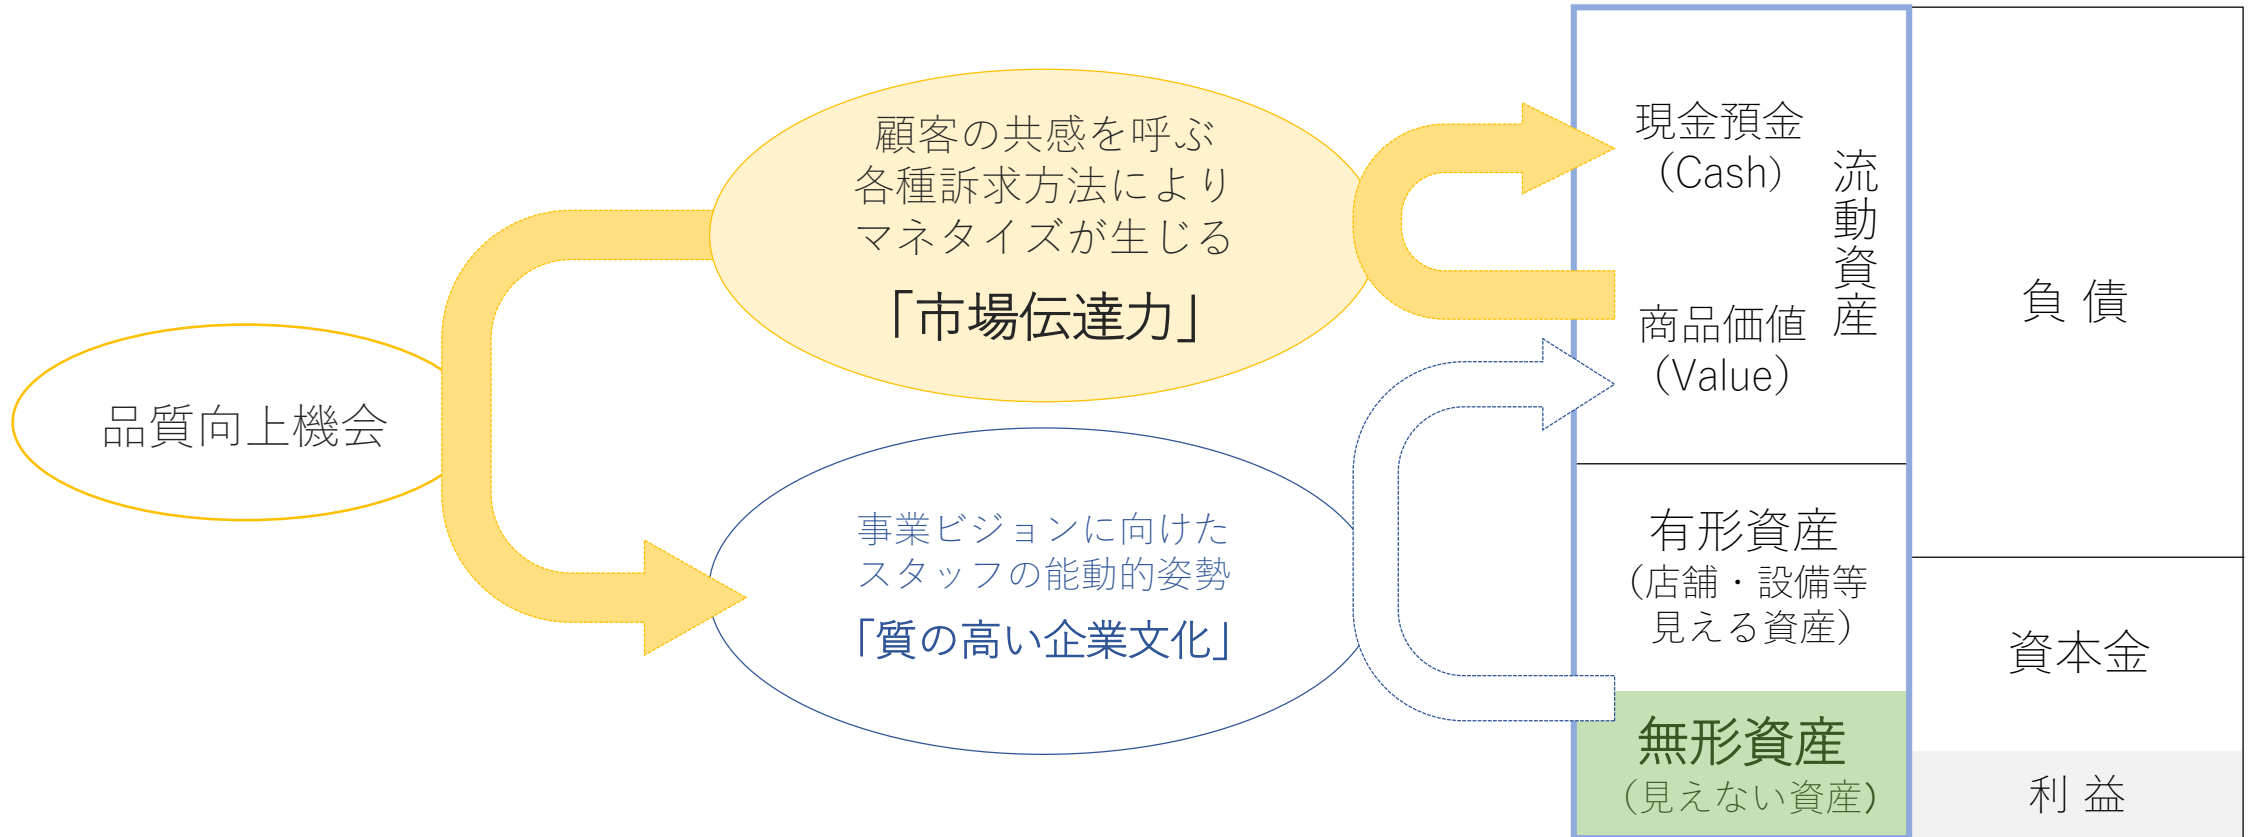 品質向上機会
顧客の共感を呼ぶ
各種訴求方法により
マネタイズが生じる
「市場伝達力」
事業ビジョンに向けた
スタッフの能動的姿勢
「質の高い企業文化」
現金預金
（Cash）
商品価値
（Value）
流動資産
有形資産
（店舗・設備等
見える資産）
無形資産
（見えない資産）
負 債
資本金
利 益